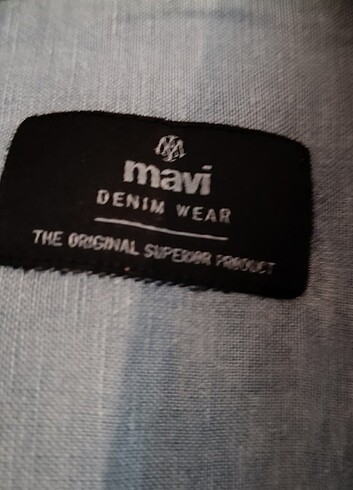 mavi
DENIM WEAR
THE ORIGINAL SUPERIOR PRODUCT